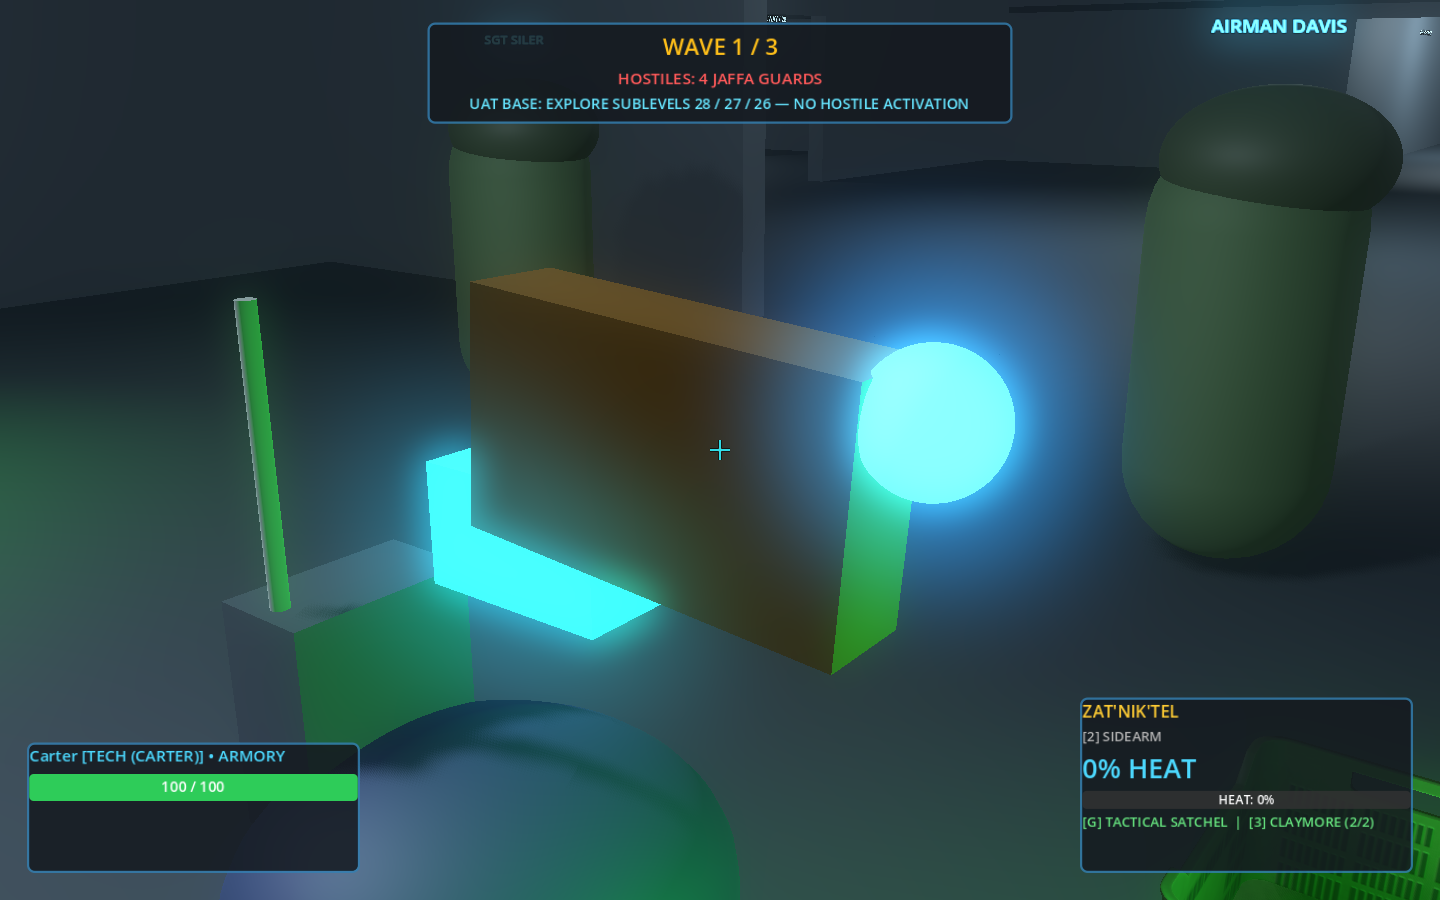 SGT SILER
AIRMAN DAVIS
WAVE 1 / 3
HOSTILES: 4 JAFFA GUARDS
UAT BASE: EXPLORE SUBLEVELS 28 / 27 / 26 — NO HOSTILE ACTIVATION
Carter [TECH (CARTER)] • ARMORY
100 / 100
ZAT'NIK'TEL
[2] SIDEARM
0% HEAT
HEAT: 0%
[G] TACTICAL SATCHEL | [3] CLAYMORE (2/2)